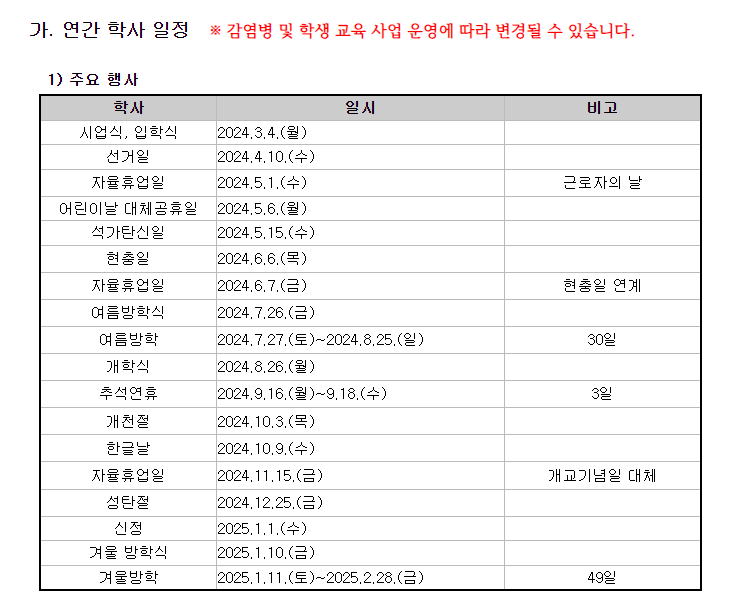 가. 연간 학사 일정 ※ 감염병 및 학생 교육 사업 운영에 따라 변경될 수 있습니다.
1) 주요 행사
학사 일시 비고
시업식, 입학식 2024.3.4.(월)
선거일 2024.4.10.(수)
자율휴업일 2024.5.1.(수) 근로자의 날
어린이날 대체공휴일 2024.5.6.(월)
석가탄신일 2024.5.15.(수)
현충일 2024.6.6.(목)
자율휴업일 2024.6.7.(금) 현충일 연계
여름방학식 2024.7.26.(금)
여름방학 2024.7.27.(토)~2024.8.25.(일) 30일
개학식 2024.8.26.(월)
추석연휴 2024.9.16.(월)~9.18.(수) 3일
개천절 2024.10.3.(목)
한글날 2024.10.9.(수)
자율휴업일 2024.11.15.(금) 개교기념일 대체
성탄절 2024.12.25.(금)
신정 2025.1.1.(수)
겨울 방학식 2025.1.10.(금)
겨울방학 2025.1.11.(토)~2025.2.28.(금) 49일